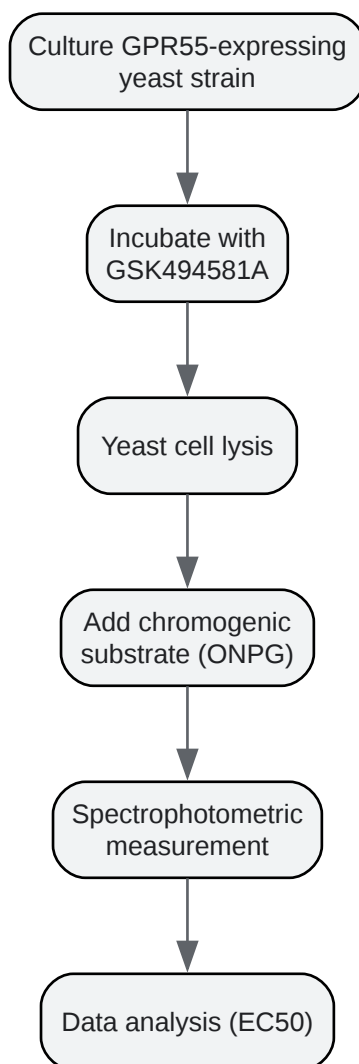 Culture GPR55-expressing
yeast strain
Incubate with
GSK494581A
Yeast cell lysis
Add chromogenic
substrate (ONPG)
Spectrophotometric
measurement
Data analysis (EC50)